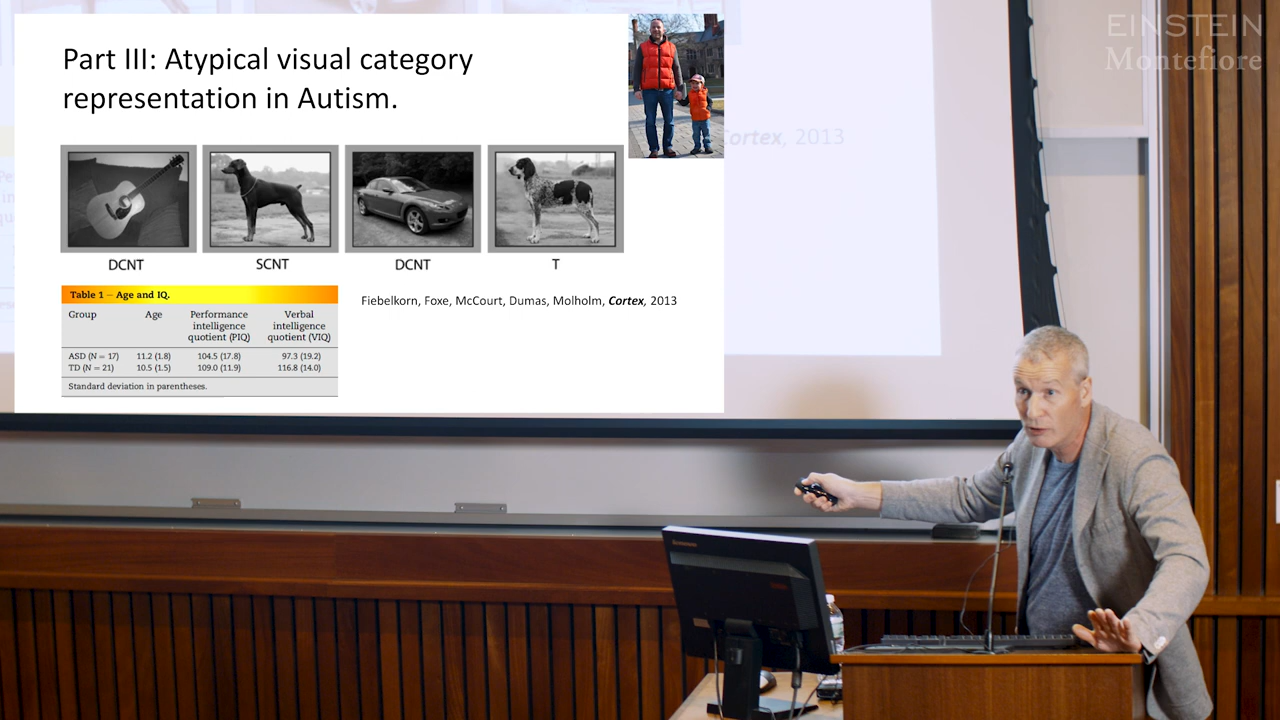 EINSTEIN
Montefiore
Part III: Atypical visual category
representation in Autism.
Cortex, 2013
DCNT
SCNT
DCNT
T
Table 1 – Age and IQ.
Group Age Performance intelligence quotient (PIQ) Verbal intelligence quotient (VIQ)
ASD (N = 17) 11.2 (1.8) 104.5 (17.8) 97.3 (19.2)
TD (N = 21) 10.5 (1.5) 109.0 (11.9) 116.8 (14.0)
Standard deviation in parentheses.
Fiebelkorn, Foxe, McCourt, Dumas, Molholm, Cortex, 2013